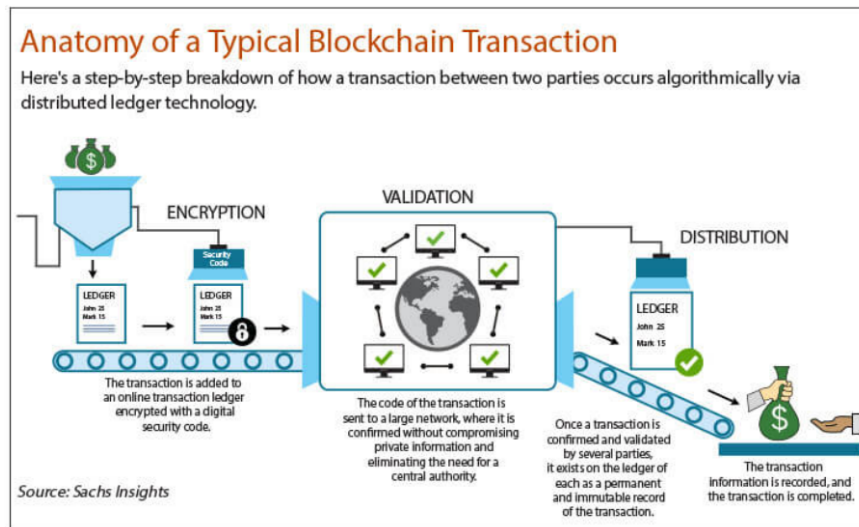 Anatomy of a Typical Blockchain Transaction
Here's a step-by-step breakdown of how a transaction between two parties occurs algorithmically via
distributed ledger technology.
$
ENCRYPTION
Security
Code
LEDGER
John 25
Mark 15
LEDGER
John 25
Mark 15
The transaction is added to
an online transaction ledger
encrypted with a digital
security code.
VALIDATION
The code of the transaction is
sent to a large network, where it is
confirmed without compromising
private information and
eliminating the need for a
central authority.
DISTRIBUTION
LEDGER
John 25
Mark 15
Once a transaction is
confirmed and validated
by several parties,
it exists on the ledger of
each as a permanent
and immutable record
of the transaction.
$
The transaction
information is recorded, and
the transaction is completed.
Source: Sachs Insights